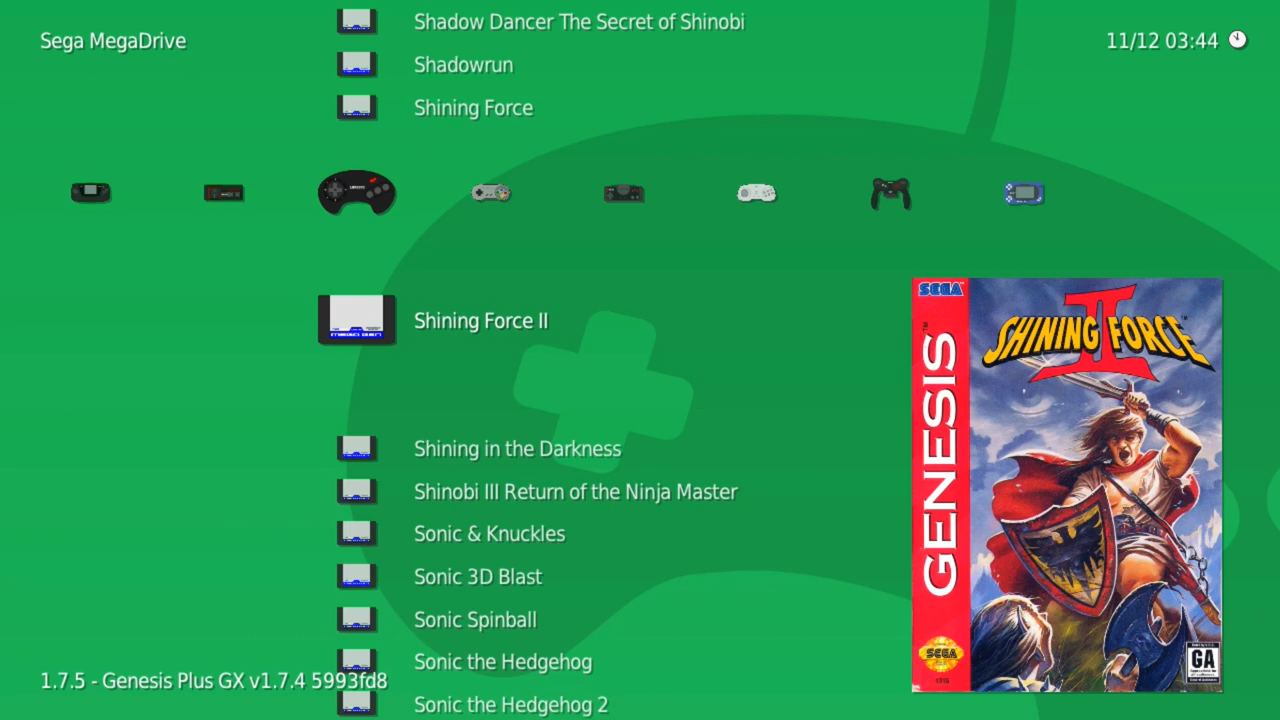 Shadow Dancer The Secret of Shinobi
Sega MegaDrive
11/12 03:44
Shadowrun
Shining Force
Shining Force II
SEGA
GENESIS
II
SHINING FORCE
Shining in the Darkness
Shinobi III Return of the Ninja Master
Sonic & Knuckles
Sonic 3D Blast
Sonic Spinball
Sonic the Hedgehog
SEGA
GA
1.7.5 - Genesis Plus GX v1.7.4 5993fd8
Sonic the Hedgehog 2